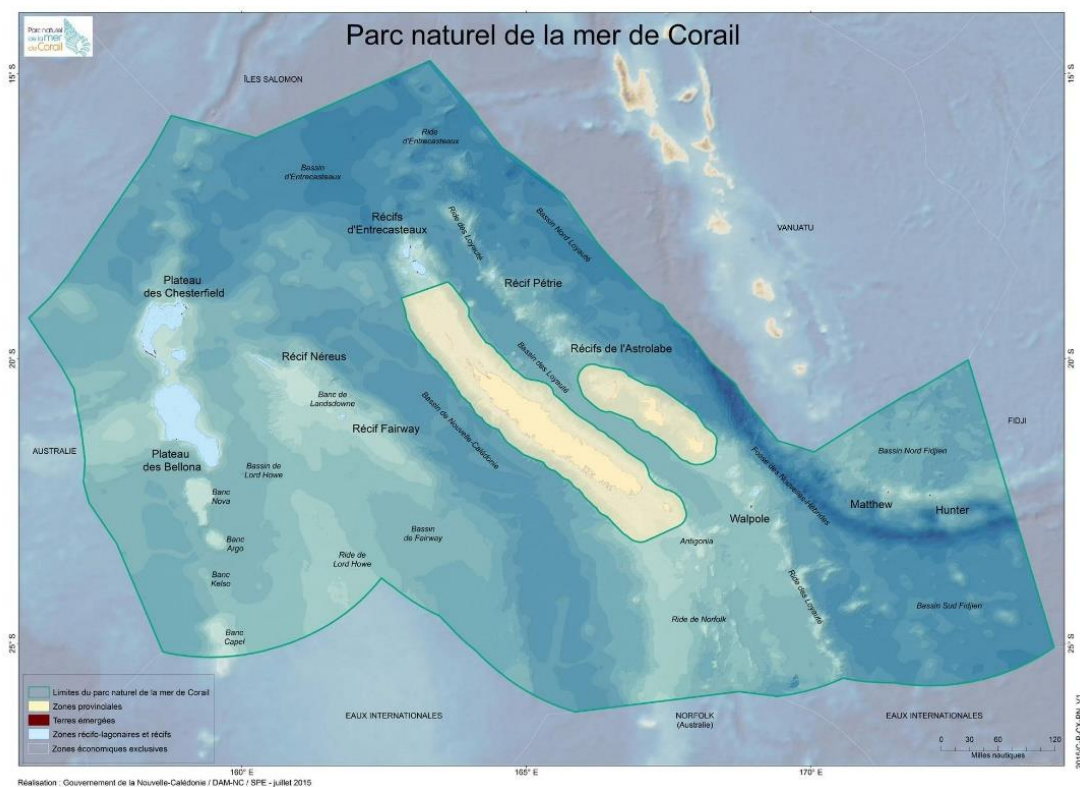 Parc naturel
de la mer
de Corail
Parc naturel de la mer de Corail
15° S
15° S
ÎLES SALOMON
Ride
d'Entrecasteaux
Bassin
d'Entrecasteaux
Récifs
d'Entrecasteaux
Ride des Loyauté
Bassin Nord Loyauté
VANUATU
Plateau
des Chesterfield
Récif Pétrie
20° S
20° S
Récif Néreus
Bassin des Loyauté
Récifs de l'Astrolabe
Banc de
Landsdowne
Bassin de Nouvelle-Calédonie
Récif Fairway
FIDJI
AUSTRALIE
Plateau
des Bellona
Bassin de
Lord Howe
Bassin Nord Fidjien
Fosse des Nouvelles-Hébrides
Banc
Nova
Matthew
Hunter
Walpole
Bassin
de Fairway
Banc
Argo
Antigonia
Ride de
Lord Howe
Banc
Kelso
Ride des Loyauté
Bassin Sud Fidjien
Ride de Norfolk
Banc
Capel
25° S
25° S
Limites du parc naturel de la mer de Corail
Zones provinciales
Terres émergées
Zones récifo-lagonaires et récifs
Zones économiques exclusives
EAUX INTERNATIONALES
NORFOLK
(Australie)
EAUX INTERNATIONALES
0 30 60 120
Milles nautiques
160° E
165° E
170° E
Réalisation : Gouvernement de la Nouvelle-Calédonie / DAM-NC / SPE - juillet 2015